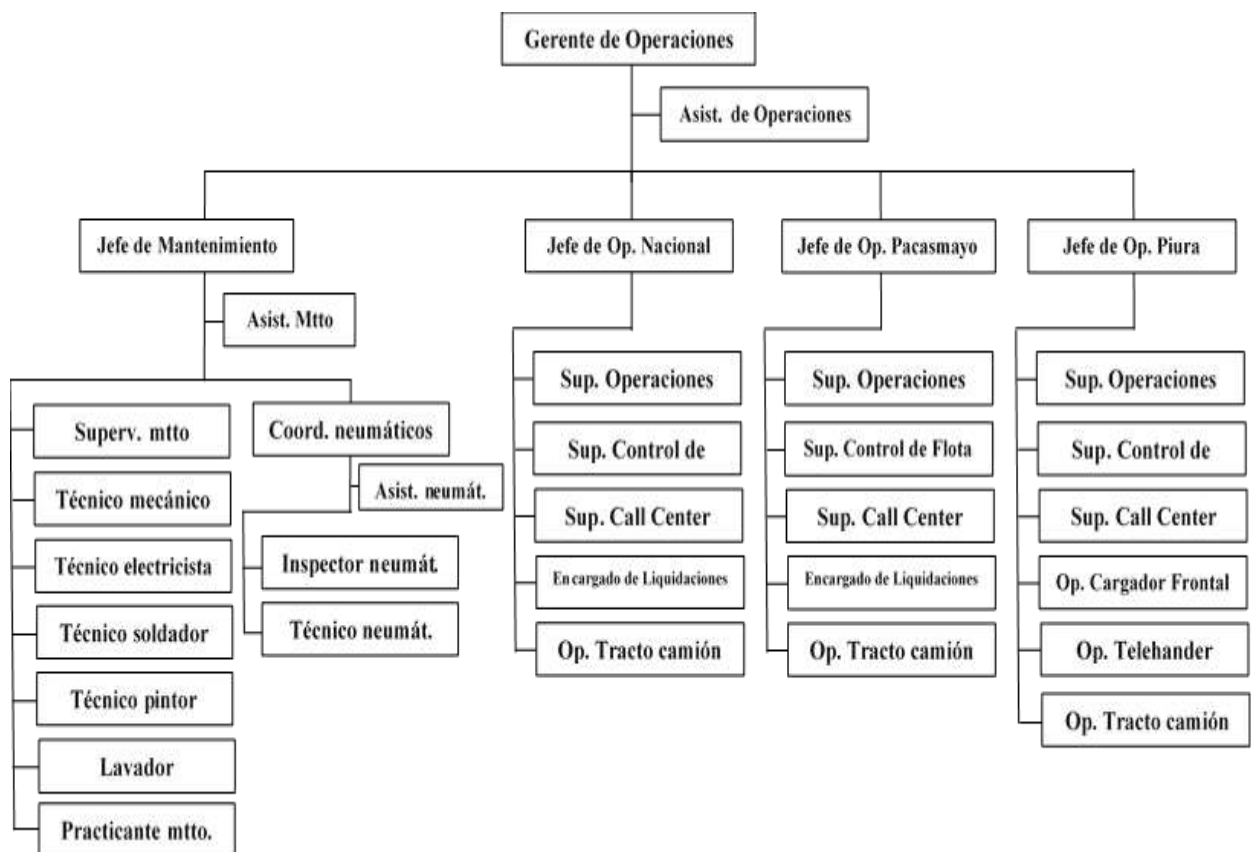 Gerente de Operaciones
Asist. de Operaciones
Jefe de Mantenimiento
Jefe de Op. Nacional
Jefe de Op. Pacasmayo
Jefe de Op. Piura
Asist. Mtto
Superv. mtto
Técnico mecánico
Técnico electricista
Técnico soldador
Técnico pintor
Lavador
Practicante mtto.
Coord. neumáticos
Asist. neumát.
Inspector neumát.
Técnico neumát.
Sup. Operaciones
Sup. Control de
Sup. Call Center
Encargado de Liquidaciones
Op. Tracto camión
Sup. Operaciones
Sup. Control de Flota
Sup. Call Center
Encargado de Liquidaciones
Op. Tracto camión
Sup. Operaciones
Sup. Control de
Sup. Call Center
Op. Cargador Frontal
Op. Telehander
Op. Tracto camión